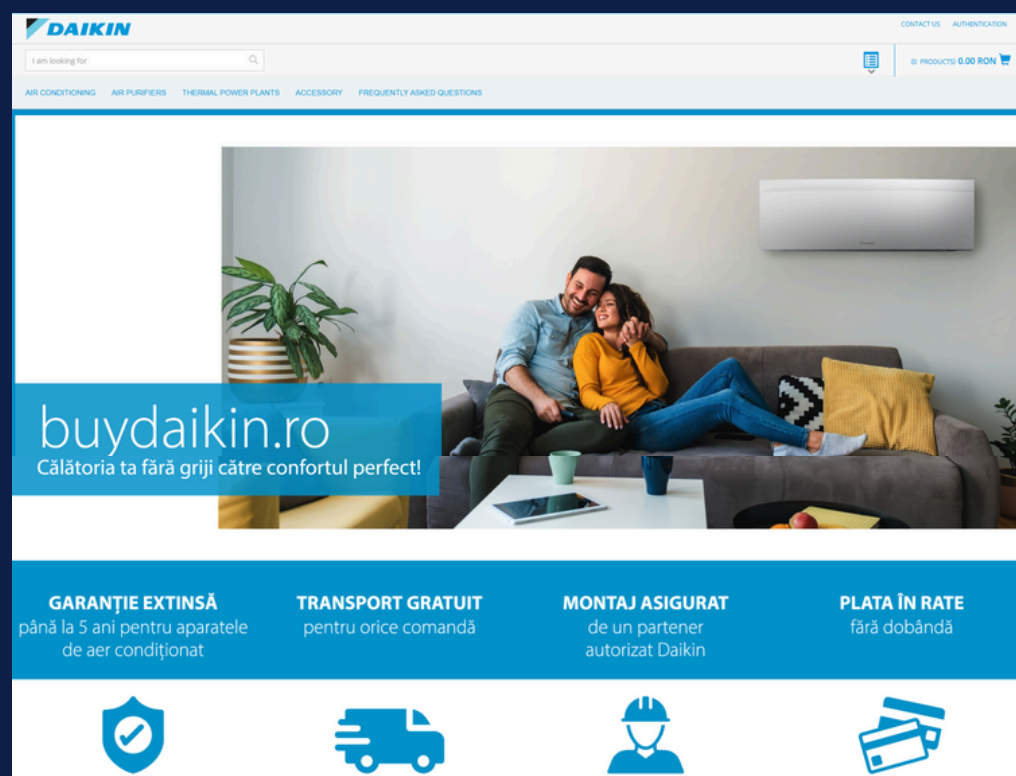 DAIKIN
CONTACT US AUTHENTICATION
I am looking for
(0 PRODUCTS) 0.00 RON
AIR CONDITIONING AIR PURIFIERS THERMAL POWER PLANTS ACCESSORY FREQUENTLY ASKED QUESTIONS
buydaikin.ro
Călătoria ta fără griji către confortul perfect!
GARANȚIE EXTINSĂ
până la 5 ani pentru aparatele
de aer condiționat
TRANSPORT GRATUIT
pentru orice comandă
MONTAJ ASIGURAT
de un partener
autorizat Daikin
PLATA ÎN RATE
fără dobândă